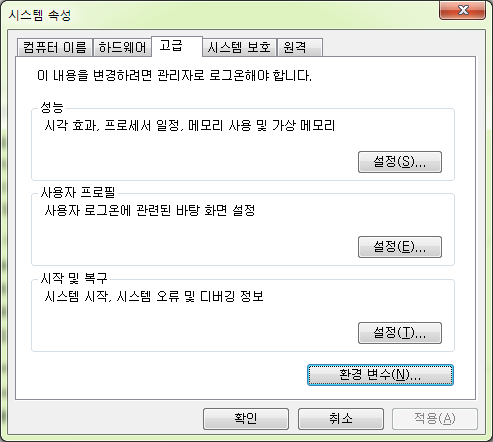 시스템 속성
컴퓨터 이름 하드웨어 고급 시스템 보호 원격
이 내용을 변경하려면 관리자로 로그온해야 합니다.
성능
시각 효과, 프로세서 일정, 메모리 사용 및 가상 메모리
설정(S)...
사용자 프로필
사용자 로그온에 관련된 바탕 화면 설정
설정(E)...
시작 및 복구
시스템 시작, 시스템 오류 및 디버깅 정보
설정(T)...
환경 변수(N)...
확인 취소 적용(A)